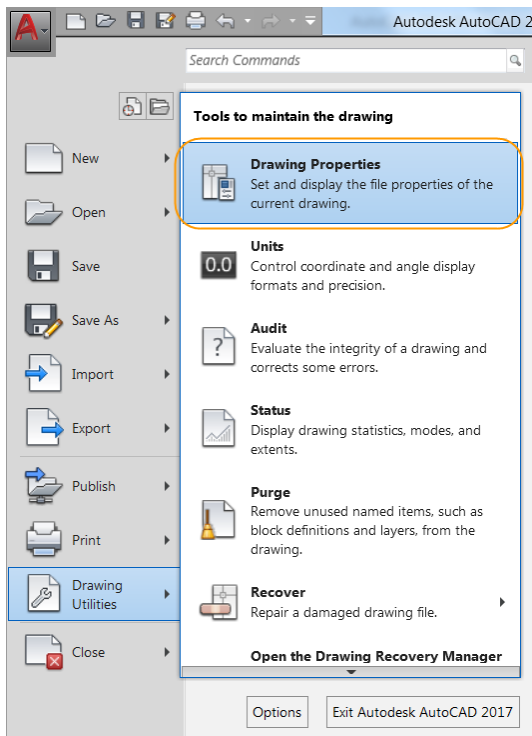 Autodesk AutoCAD 2
Search Commands
Tools to maintain the drawing
New
Open
Save
Save As
Import
Export
Publish
Print
Drawing
Utilities
Close
Drawing Properties
Set and display the file properties of the
current drawing.
Units
0.0
Control coordinate and angle display
formats and precision.
Audit
Evaluate the integrity of a drawing and
corrects some errors.
Status
Display drawing statistics, modes, and
extents.
Purge
Remove unused named items, such as
block definitions and layers, from the
drawing.
Recover
Repair a damaged drawing file.
Open the Drawing Recovery Manager
Options
Exit Autodesk AutoCAD 2017